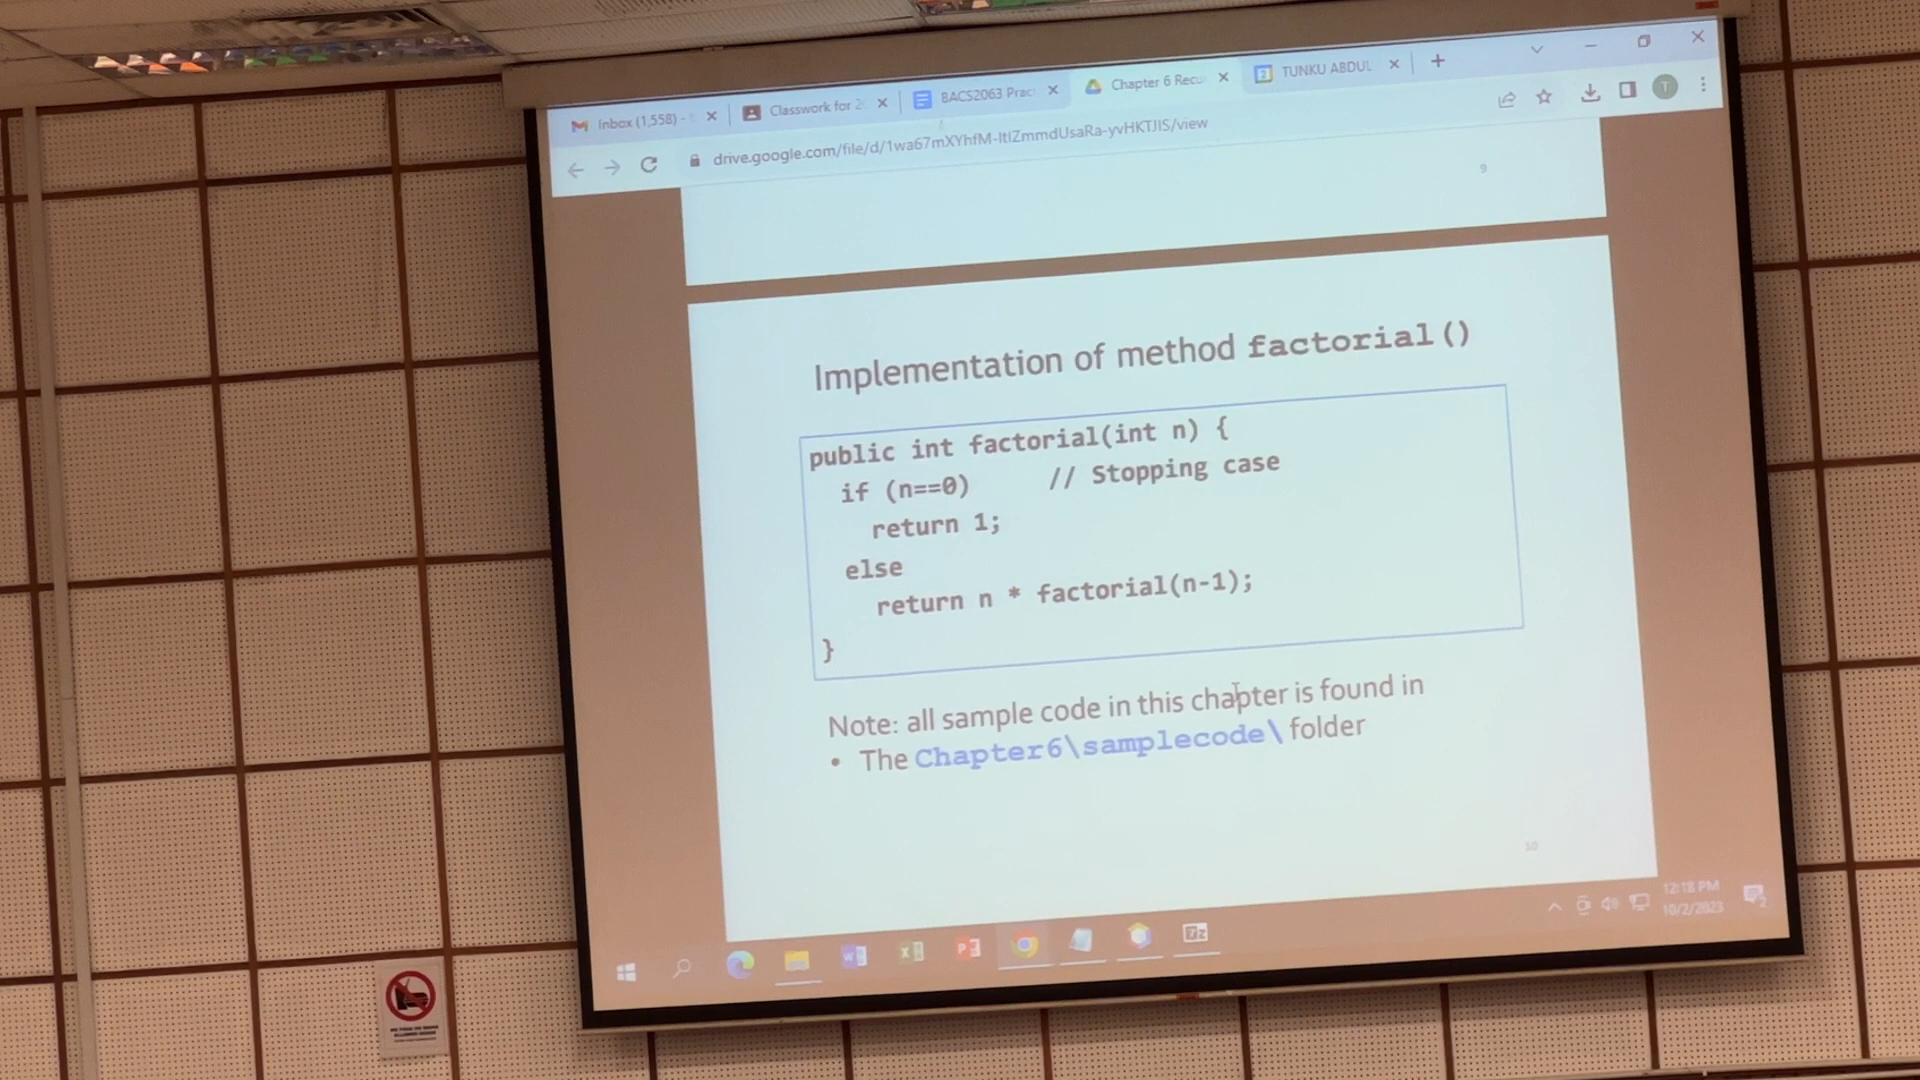 Inbox (1,558) -
Classwork for 2
BACS2063 Prac
Chapter 6 Recu
TUNKU ABDUL
drive.google.com/file/d/1wa67mXYhfM-ItIZmmdUsaRa-yvHKTJIS/view
9
Implementation of method factorial()
public int factorial(int n) {
if (n==0) // Stopping case
return 1;
else
return n * factorial(n-1);
}
Note: all sample code in this chapter is found in
• The Chapter6\samplecode\ folder
10
12:18 PM
10/2/2023